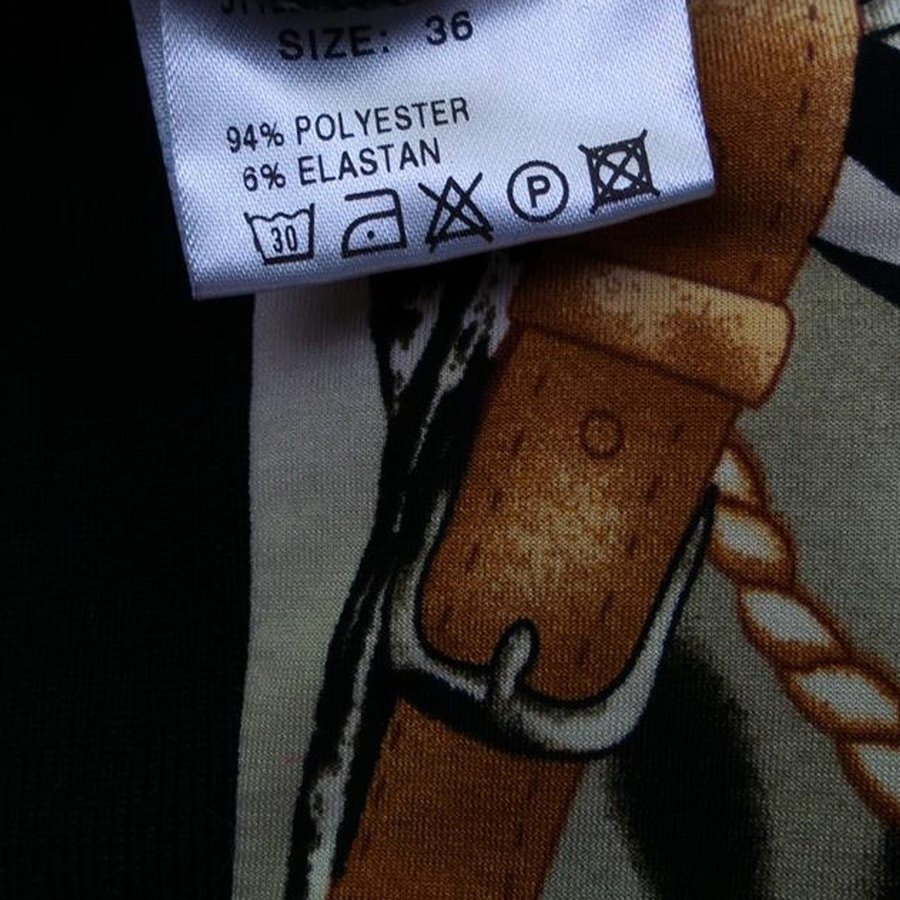 SIZE: 36
94% POLYESTER
6% ELASTAN
30 P